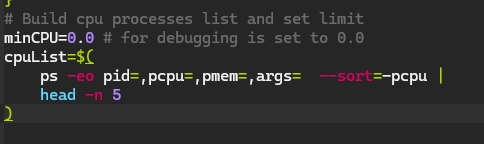 }
# Build cpu processes list and set limit
minCPU=0.0 # for debugging is set to 0.0
cpuList=$(
    ps -eo pid=,pcpu=,pmem=,args=  --sort=-pcpu |
    head -n 5
)